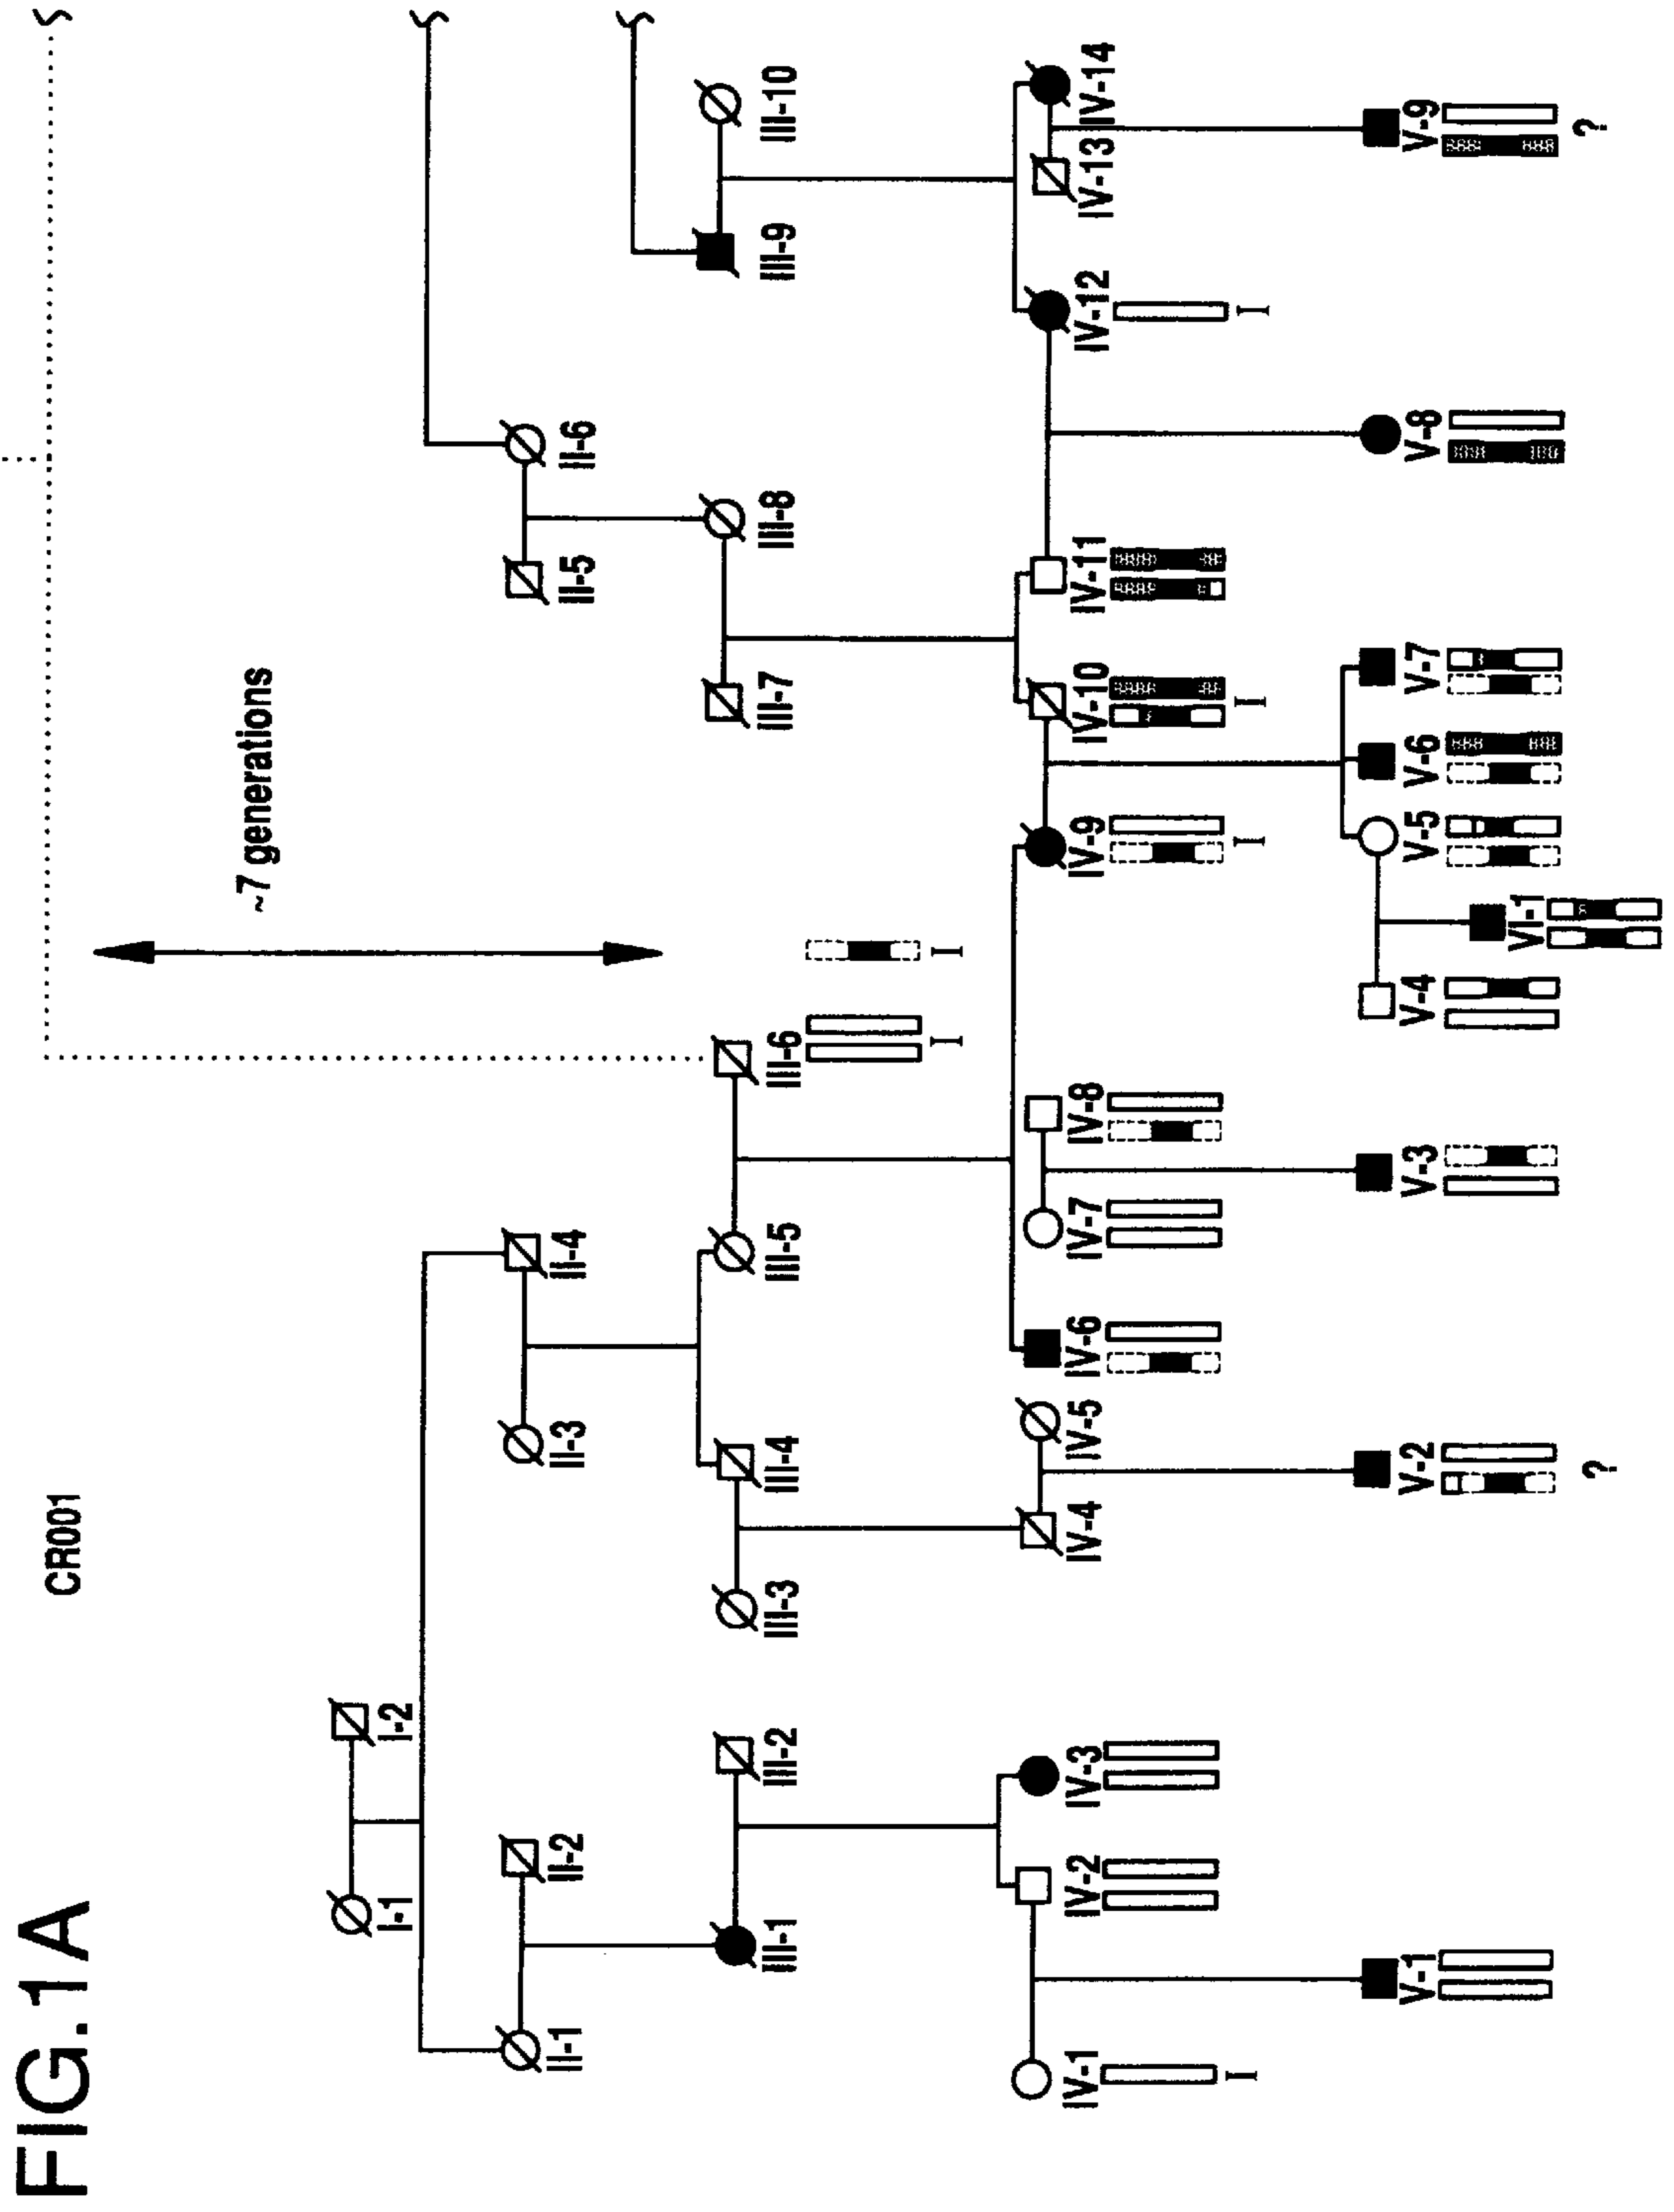 FIG. 1A
CR001
~7 generations
I-1
I-2
II-1
II-2
II-3
II-4
II-5
II-6
III-1
III-2
III-3
III-4
III-5
III-6
I
I
III-7
III-8
III-9
III-10
IV-1
I
IV-2
IV-3
IV-4
IV-5
IV-6
IV-7
IV-8
IV-9
I
IV-10
I
IV-11
IV-12
I
IV-13
IV-14
V-1
V-2
?
V-3
V-4
VI-1
V-5
V-6
V-7
V-8
V-9
?